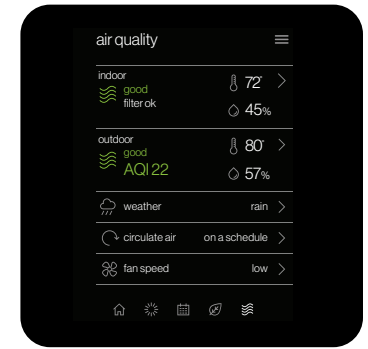 air quality
indoor
good 72°
filter ok
45%
outdoor
good 80°
AQI 22
57%
weather rain
circulate air on a schedule
fan speed low